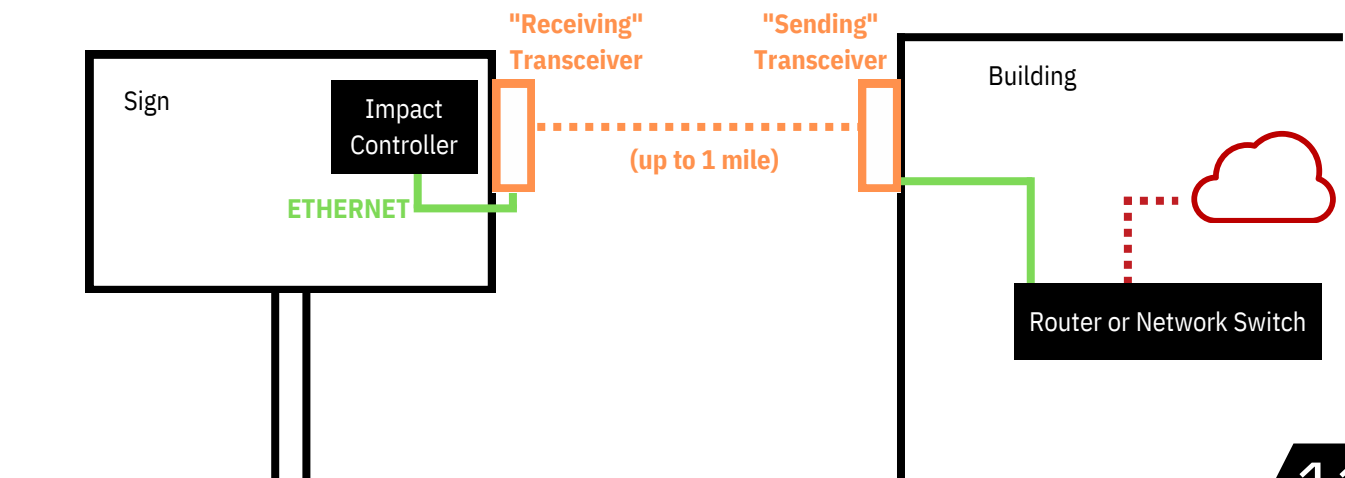 "Receiving"
Transceiver
"Sending"
Transceiver
Sign
Impact
Controller
Building
(up to 1 mile)
ETHERNET
Router or Network Switch